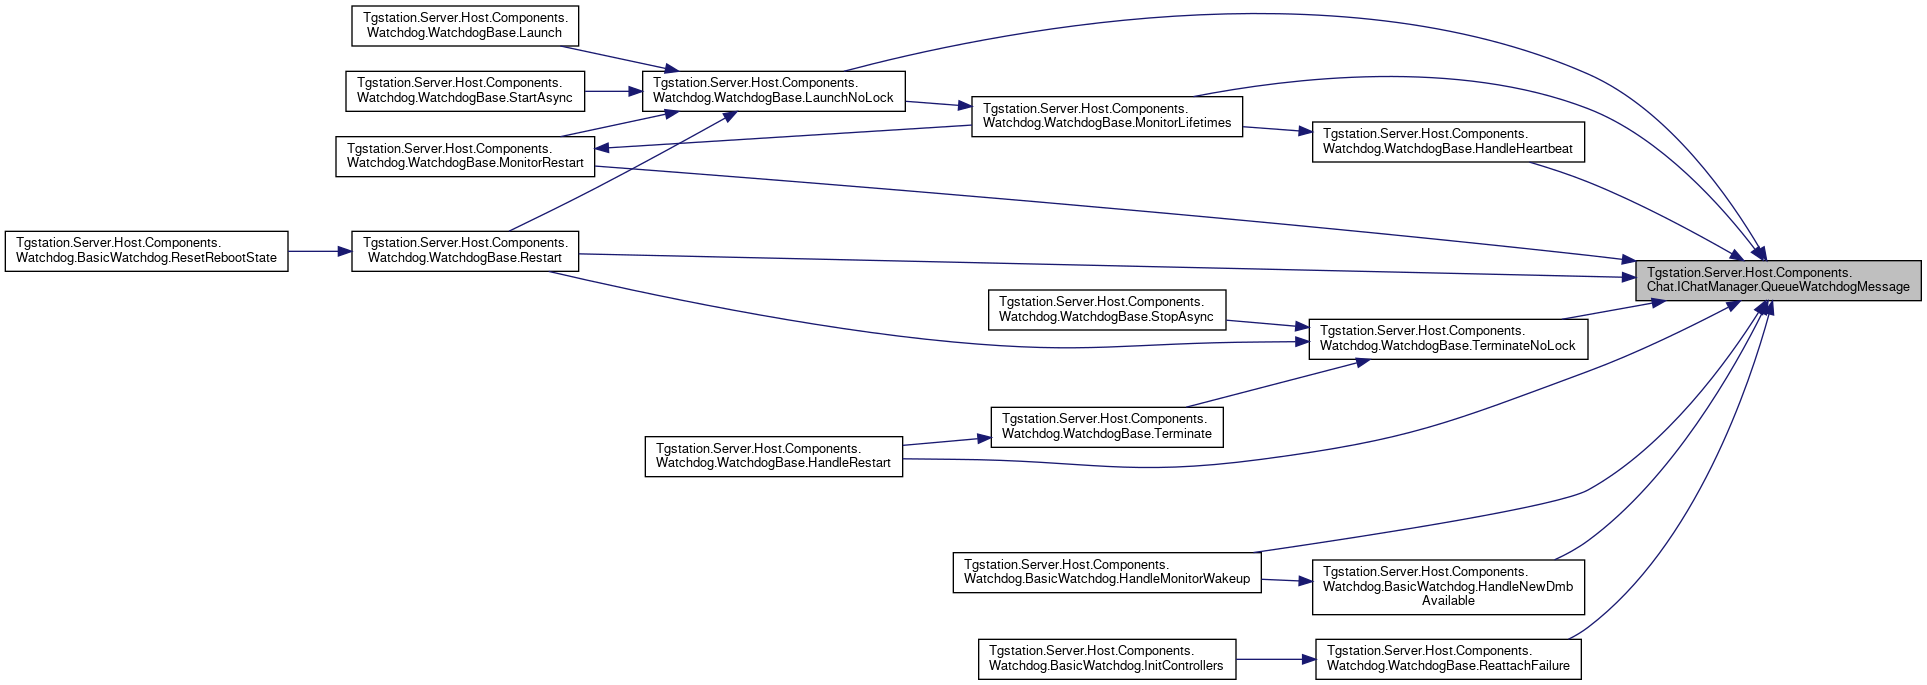 Tgstation.Server.Host.Components.
Watchdog.WatchdogBase.Launch
Tgstation.Server.Host.Components.
Watchdog.WatchdogBase.StartAsync
Tgstation.Server.Host.Components.
Watchdog.WatchdogBase.LaunchNoLock
Tgstation.Server.Host.Components.
Watchdog.WatchdogBase.MonitorLifetimes
Tgstation.Server.Host.Components.
Watchdog.WatchdogBase.HandleHeartbeat
Tgstation.Server.Host.Components.
Watchdog.WatchdogBase.MonitorRestart
Tgstation.Server.Host.Components.
Watchdog.BasicWatchdog.ResetRebootState
Tgstation.Server.Host.Components.
Watchdog.WatchdogBase.Restart
Tgstation.Server.Host.Components.
Chat.IChatManager.QueueWatchdogMessage
Tgstation.Server.Host.Components.
Watchdog.WatchdogBase.StopAsync
Tgstation.Server.Host.Components.
Watchdog.WatchdogBase.TerminateNoLock
Tgstation.Server.Host.Components.
Watchdog.WatchdogBase.Terminate
Tgstation.Server.Host.Components.
Watchdog.WatchdogBase.HandleRestart
Tgstation.Server.Host.Components.
Watchdog.BasicWatchdog.HandleMonitorWakeup
Tgstation.Server.Host.Components.
Watchdog.BasicWatchdog.HandleNewDmb
Available
Tgstation.Server.Host.Components.
Watchdog.BasicWatchdog.InitControllers
Tgstation.Server.Host.Components.
Watchdog.WatchdogBase.ReattachFailure